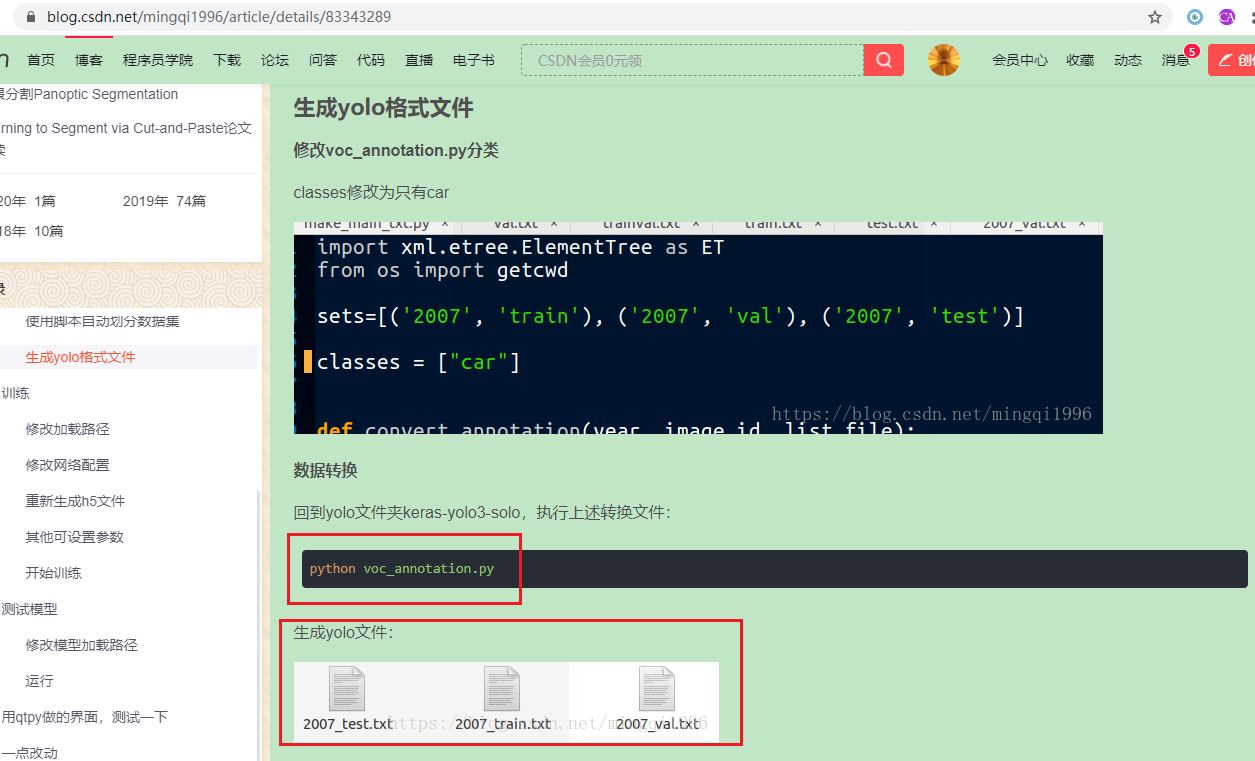 blog.csdn.net/mingqi1996/article/details/83343289
首页 博客 程序员学院 下载 论坛 问答 代码 直播 电子书 CSDN会员0元领 会员中心 收藏 动态 消息 5
分割Panoptic Segmentation
rning to Segment via Cut-and-Paste论文
20年 1篇 2019年 74篇
18年 10篇
使用脚本自动划分数据集
生成yolo格式文件
训练
修改加载路径
修改网络配置
重新生成h5文件
其他可设置参数
开始训练
测试模型
修改模型加载路径
运行
用qtpy做的界面，测试一下
一点改动
生成yolo格式文件
修改voc_annotation.py分类
classes修改为只有car
make_main_txt.py × val.txt × trainval.txt × train.txt × test.txt × 2007_val.txt ×
import xml.etree.ElementTree as ET
from os import getcwd
sets=[('2007', 'train'), ('2007', 'val'), ('2007', 'test')]
classes = ["car"]
https://blog.csdn.net/mingqi1996
def convert_annotation(year, image_id, list_file):
数据转换
回到yolo文件夹keras-yolo3-solo，执行上述转换文件：
python voc_annotation.py
生成yolo文件：
2007_test.txt 2007_train.txt 2007_val.txt